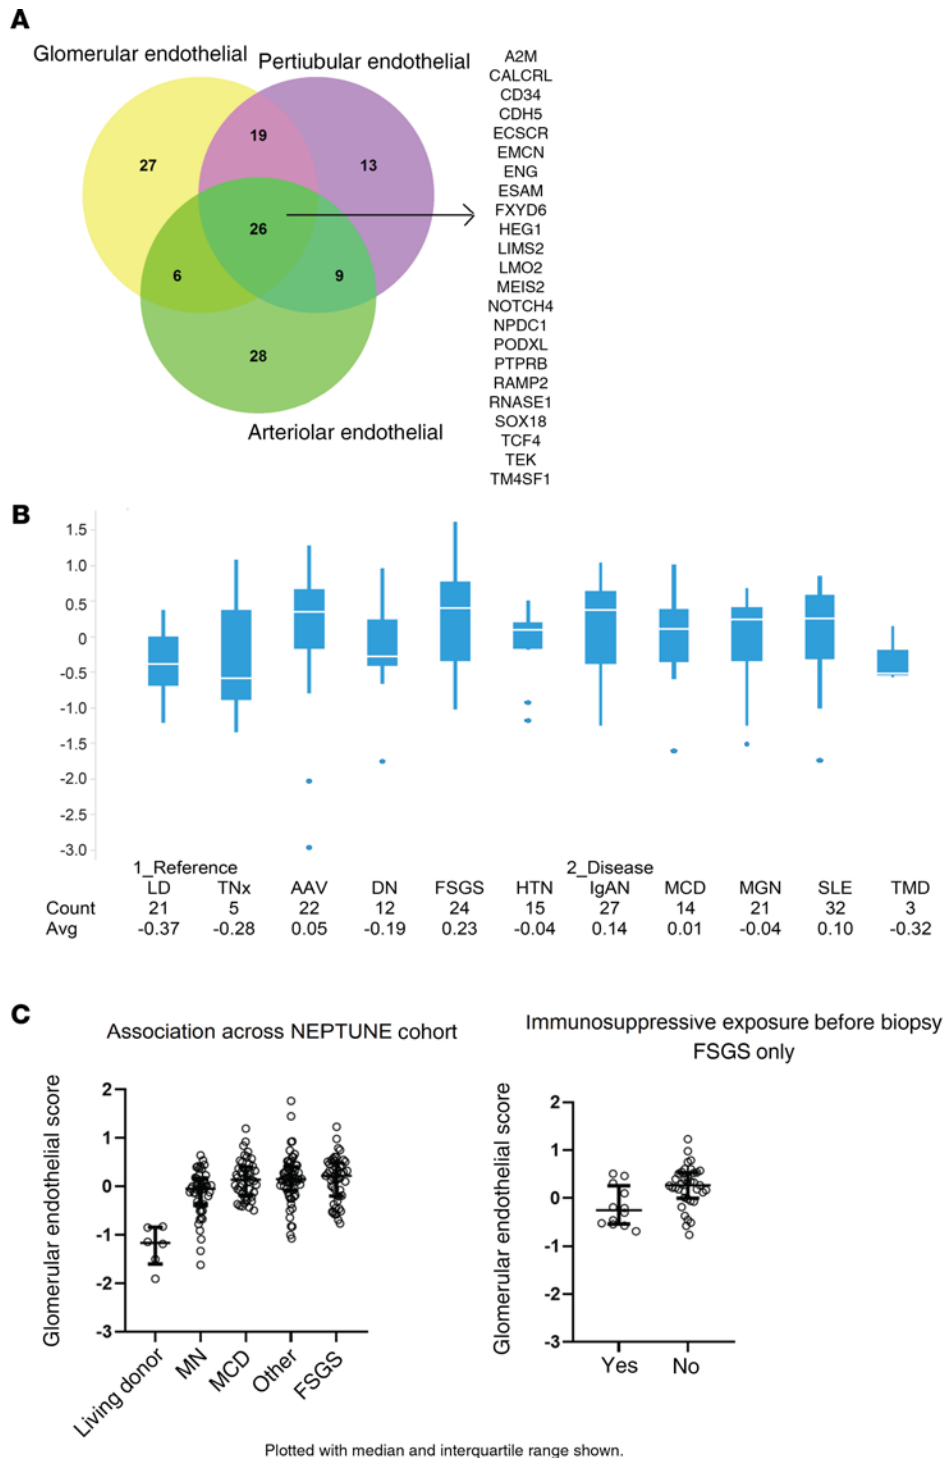 A
Glomerular endothelial
Pertiubular endothelial
27
19
13
26
6
9
28
Arteriolar endothelial
A2M
CALCRL
CD34
CDH5
ECSCR
EMCN
ENG
ESAM
FXYD6
HEG1
LIMS2
LMO2
MEIS2
NOTCH4
NPDC1
PODXL
PTPRB
RAMP2
RNASE1
SOX18
TCF4
TEK
TM4SF1
B
1.5
1.0
0.5
0
-0.5
-1.0
-1.5
-2.0
-2.5
-3.0
1_Reference 2_Disease
LD TNx AAV DN FSGS HTN IgAN MCD MGN SLE TMD
Count 21 5 22 12 24 15 27 14 21 32 3
Avg -0.37 -0.28 0.05 -0.19 0.23 -0.04 0.14 0.01 -0.04 0.10 -0.32
C
Association across NEPTUNE cohort
Glomerular endothelial score
2
1
0
-1
-2
-3
Living donor
MN
MCD
Other
FSGS
Immunosuppressive exposure before biopsy
FSGS only
Glomerular endothelial score
2
1
0
-1
-2
-3
Yes No
Plotted with median and interquartile range shown.